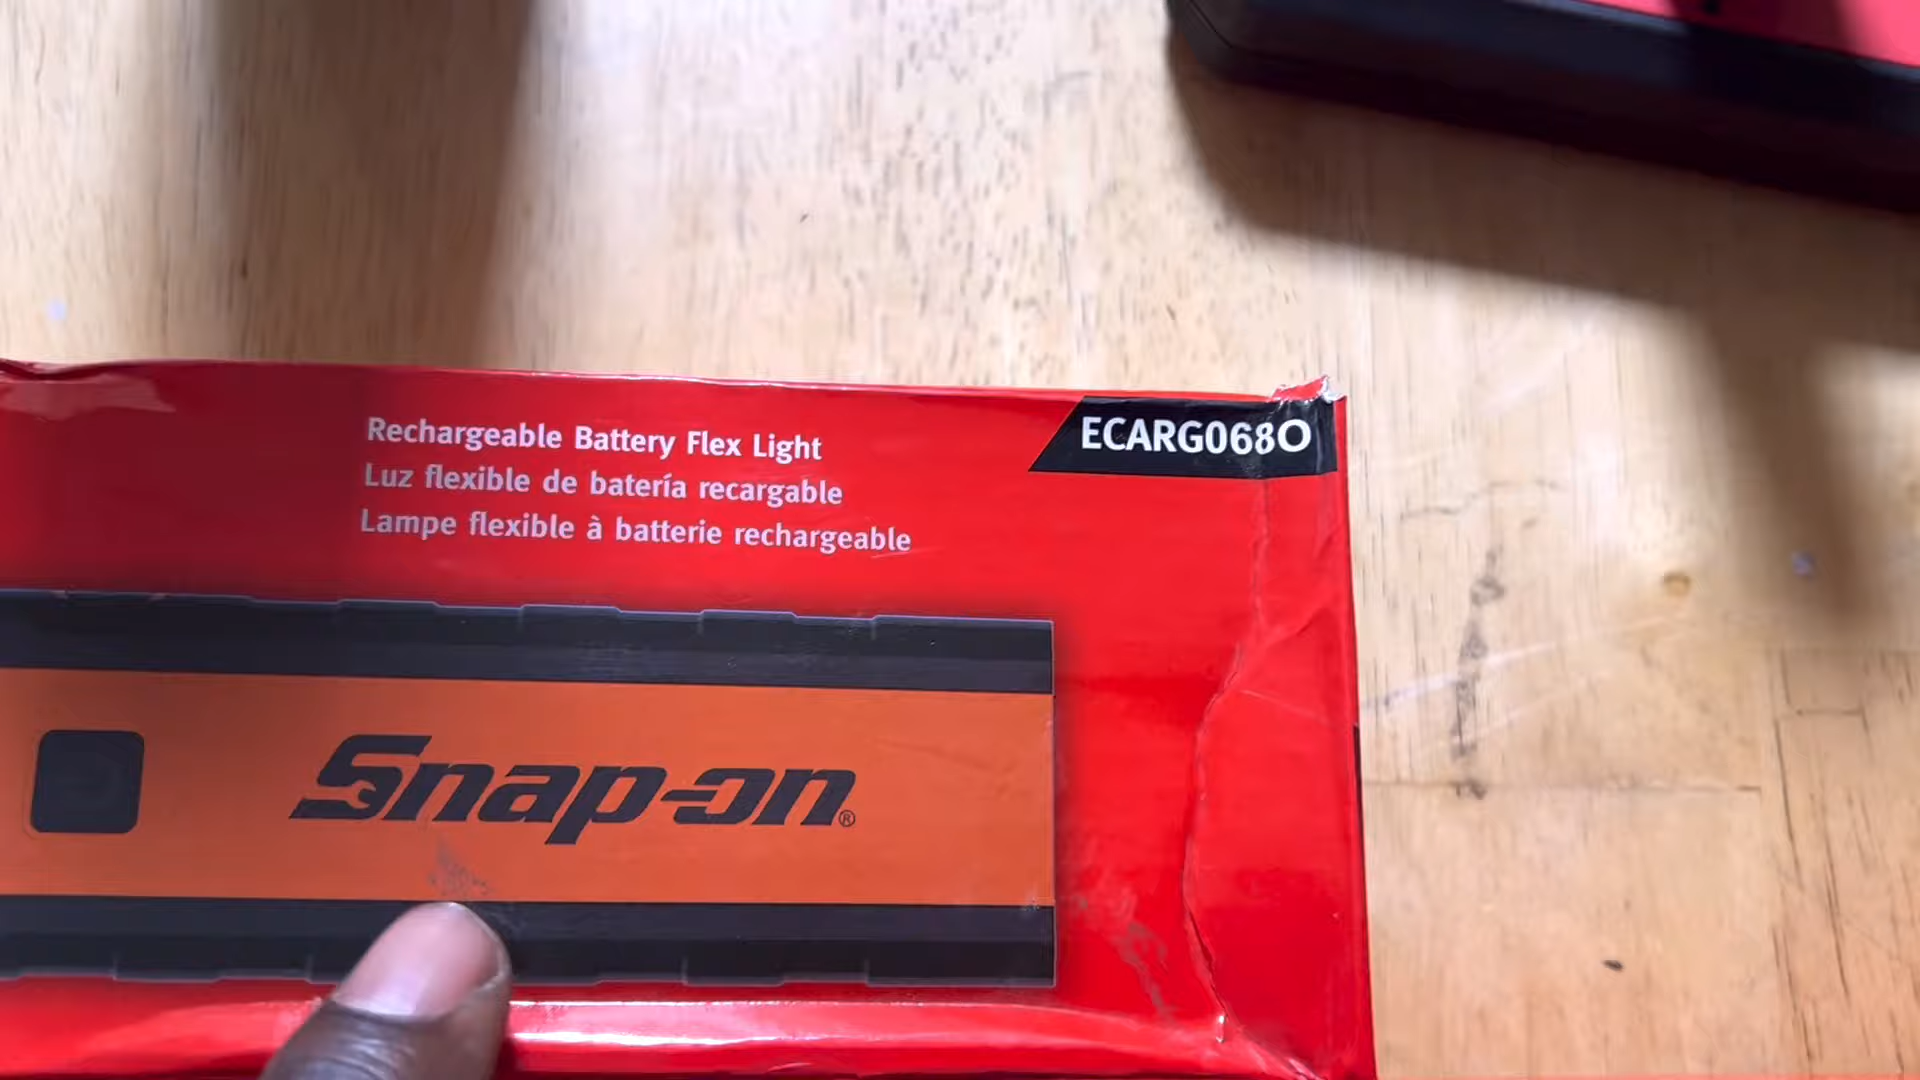 Rechargeable Battery Flex Light
Luz flexible de batería recargable
Lampe flexible à batterie rechargeable
ECARG068O
Snap-on®